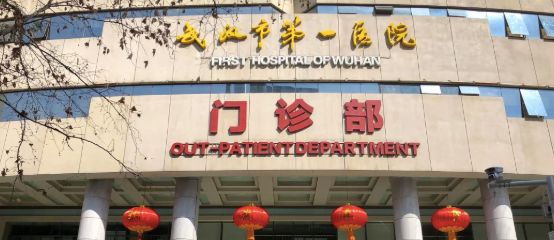 武汉市第一医院
FIRST HOSPITAL OF WUHAN
门诊部
OUT-PATIENT DEPARTMENT